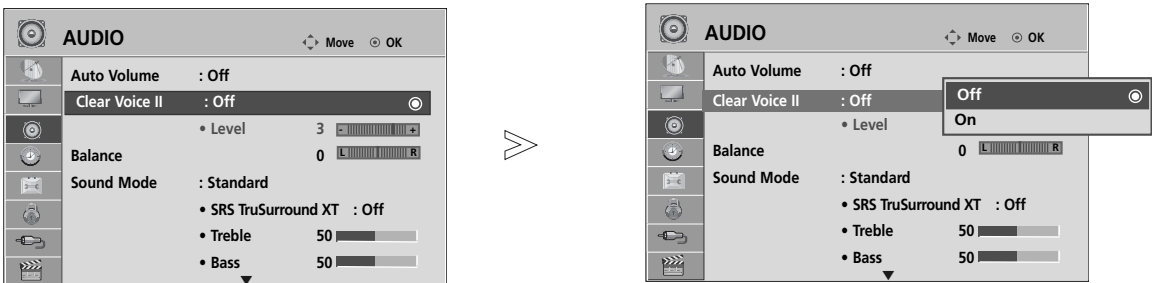 AUDIO
Move OK
Auto Volume : Off
Clear Voice II : Off
• Level 3 - +
Balance 0 L R
Sound Mode : Standard
• SRS TruSurround XT : Off
• Treble 50
• Bass 50
AUDIO
Move OK
Auto Volume : Off
Clear Voice II : Off
Off
On
• Level
Balance 0 L R
Sound Mode : Standard
• SRS TruSurround XT : Off
• Treble 50
• Bass 50